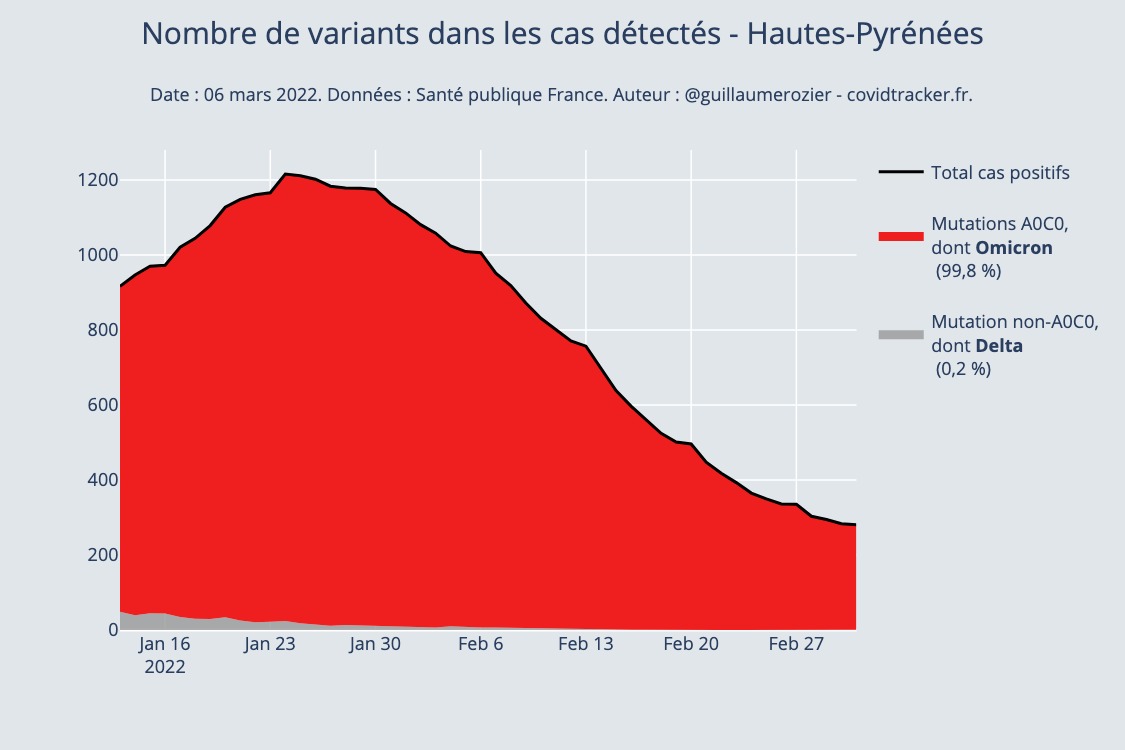 Nombre de variants dans les cas détectés - Hautes-Pyrénées
Date : 06 mars 2022. Données : Santé publique France. Auteur : @guillaumerozier - covidtracker.fr.
1200
1000
800
600
400
200
0
Jan 16
2022
Jan 23
Jan 30
Feb 6
Feb 13
Feb 20
Feb 27
Total cas positifs
Mutations A0C0,
dont Omicron
(99,8 %)
Mutation non-A0C0,
dont Delta
(0,2 %)